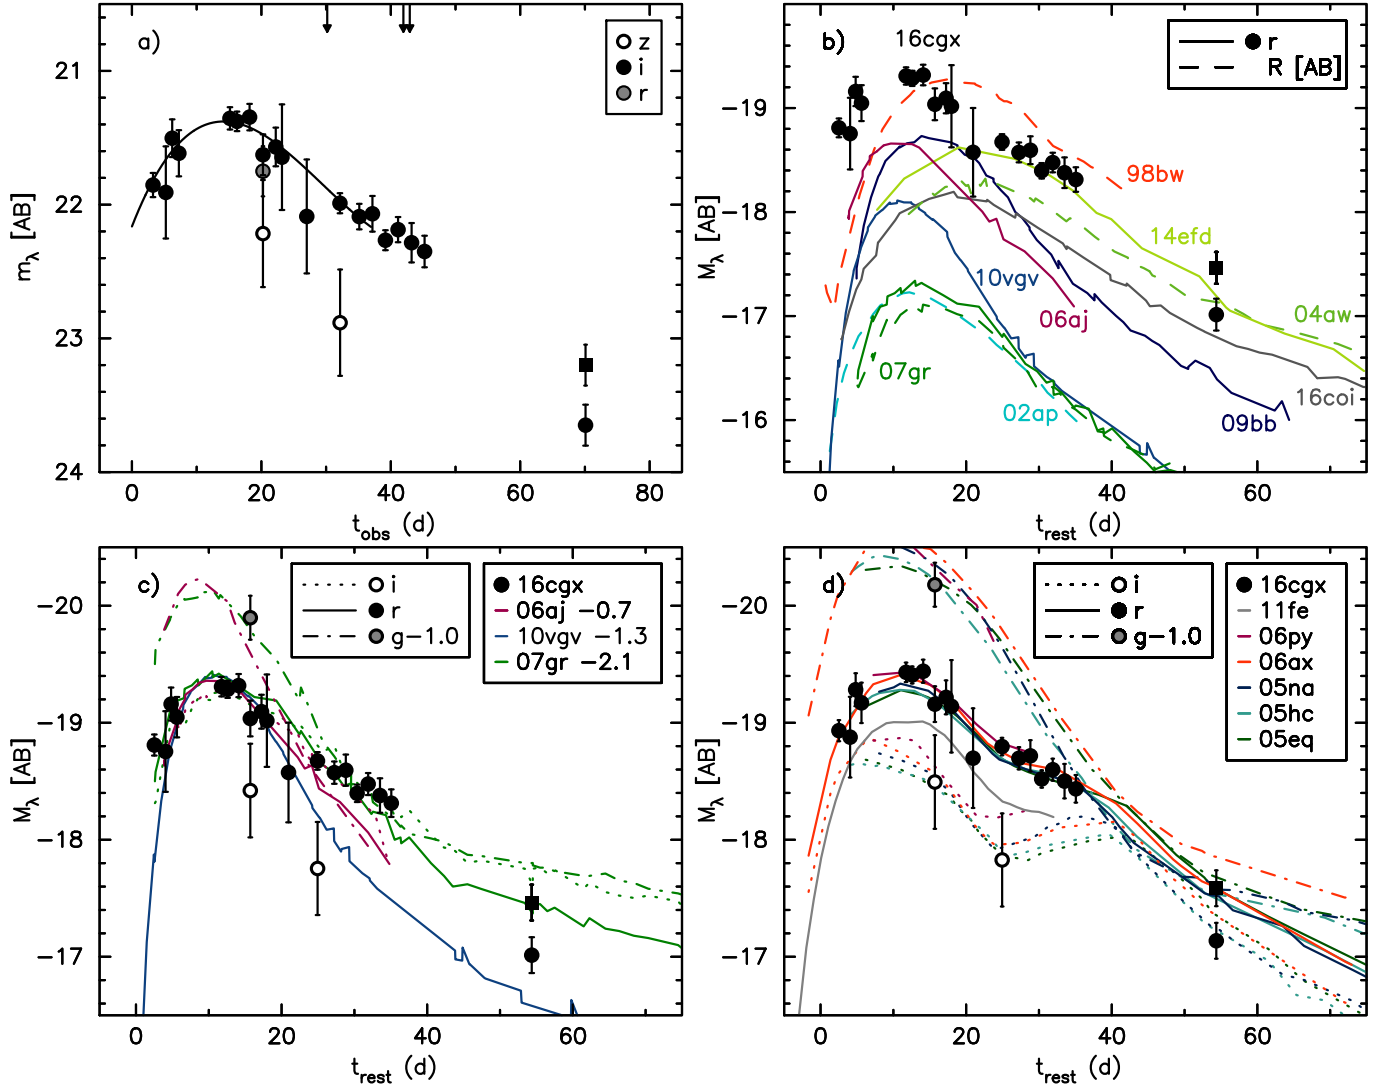 a)
z
i
r
21
22
23
24
m_λ [AB]
0 20 40 60 80
t_obs (d)
b)
16cgx
r
R [AB]
98bw
14efd
10vgv
06aj
04aw
07gr
02ap
16coi
09bb
-19
-18
-17
-16
M_λ [AB]
0 20 40 60
t_rest (d)
c)
i
r
g-1.0
16cgx
06aj -0.7
10vgv -1.3
07gr -2.1
-20
-19
-18
-17
M_λ [AB]
0 20 40 60
t_rest (d)
d)
i
r
g-1.0
16cgx
11fe
06py
06ax
05na
05hc
05eq
-20
-19
-18
-17
M_λ [AB]
0 20 40 60
t_rest (d)